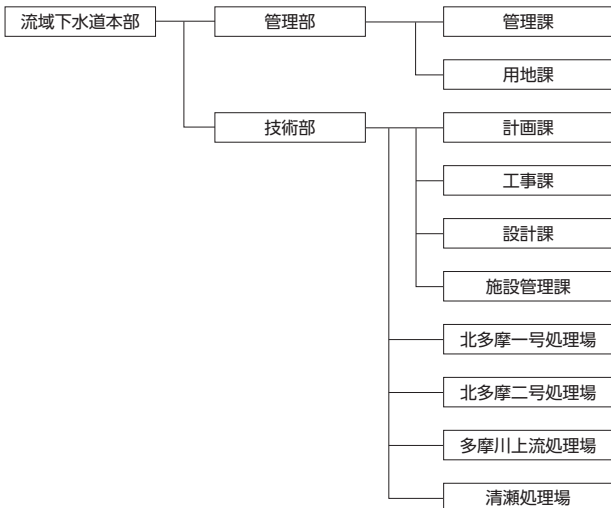 流域下水道本部
管理部
管理課
用地課
技術部
計画課
工事課
設計課
施設管理課
北多摩一号処理場
北多摩二号処理場
多摩川上流処理場
清瀬処理場